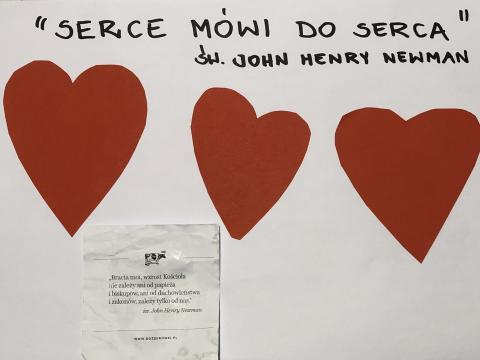 "SERCE MÓWI DO SERCA"
ŚW. JOHN HENRY NEWMAN
„Bracia moi, wzrost Kościoła
nie zależy ani od papieża
i biskupów, ani od duchowieństwa
i zakonów, zależy tylko od nas."
św. John Henry Newman